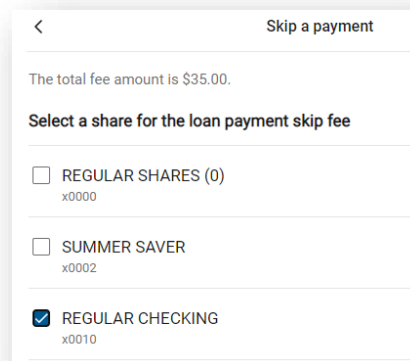 Skip a payment
The total fee amount is $35.00.
Select a share for the loan payment skip fee
REGULAR SHARES (0)
x0000
SUMMER SAVER
x0002
REGULAR CHECKING
x0010